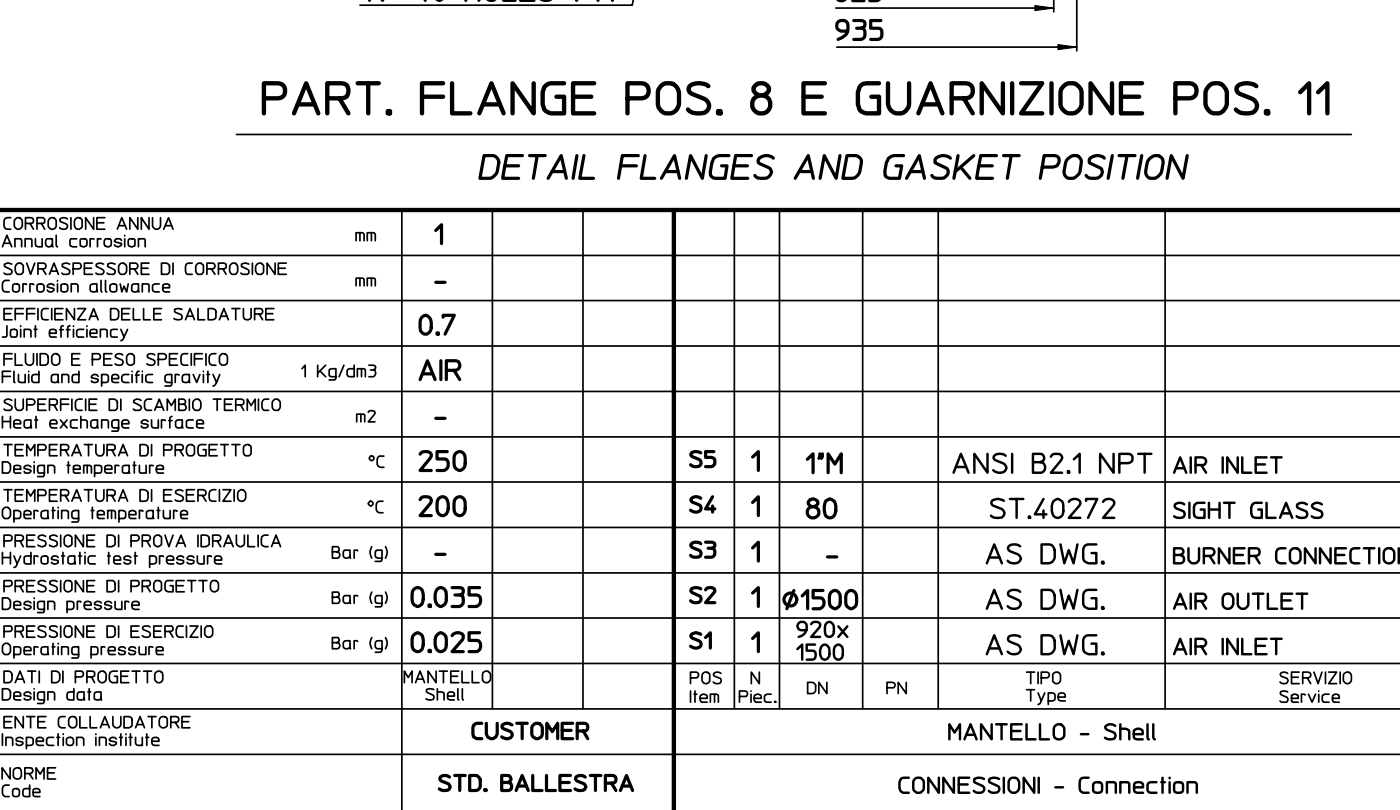 935
PART. FLANGE POS. 8 E GUARNIZIONE POS. 11
DETAIL FLANGES AND GASKET POSITION
CORROSIONE ANNUA
Annual corrosion mm 1
SOVRASPESSORE DI CORROSIONE
Corrosion allowance mm -
EFFICIENZA DELLE SALDATURE
Joint efficiency 0.7
FLUIDO E PESO SPECIFICO
Fluid and specific gravity 1 Kg/dm3 AIR
SUPERFICIE DI SCAMBIO TERMICO
Heat exchange surface m2 -
TEMPERATURA DI PROGETTO
Design temperature °C 250 S5 1 1"M ANSI B2.1 NPT AIR INLET
TEMPERATURA DI ESERCIZIO
Operating temperature °C 200 S4 1 80 ST.40272 SIGHT GLASS
PRESSIONE DI PROVA IDRAULICA
Hydrostatic test pressure Bar (g) - S3 1 - AS DWG. BURNER CONNECTIO
PRESSIONE DI PROGETTO
Design pressure Bar (g) 0.035 S2 1 ø1500 AS DWG. AIR OUTLET
PRESSIONE DI ESERCIZIO
Operating pressure Bar (g) 0.025 S1 1 920x 1500 AS DWG. AIR INLET
DATI DI PROGETTO MANTELLO POS N DN PN TIPO SERVIZIO
Design data Shell Item Piec. Type Service
ENTE COLLAUDATORE
Inspection institute CUSTOMER MANTELLO - Shell
NORME
Code STD. BALLESTRA CONNESSIONI - Connection